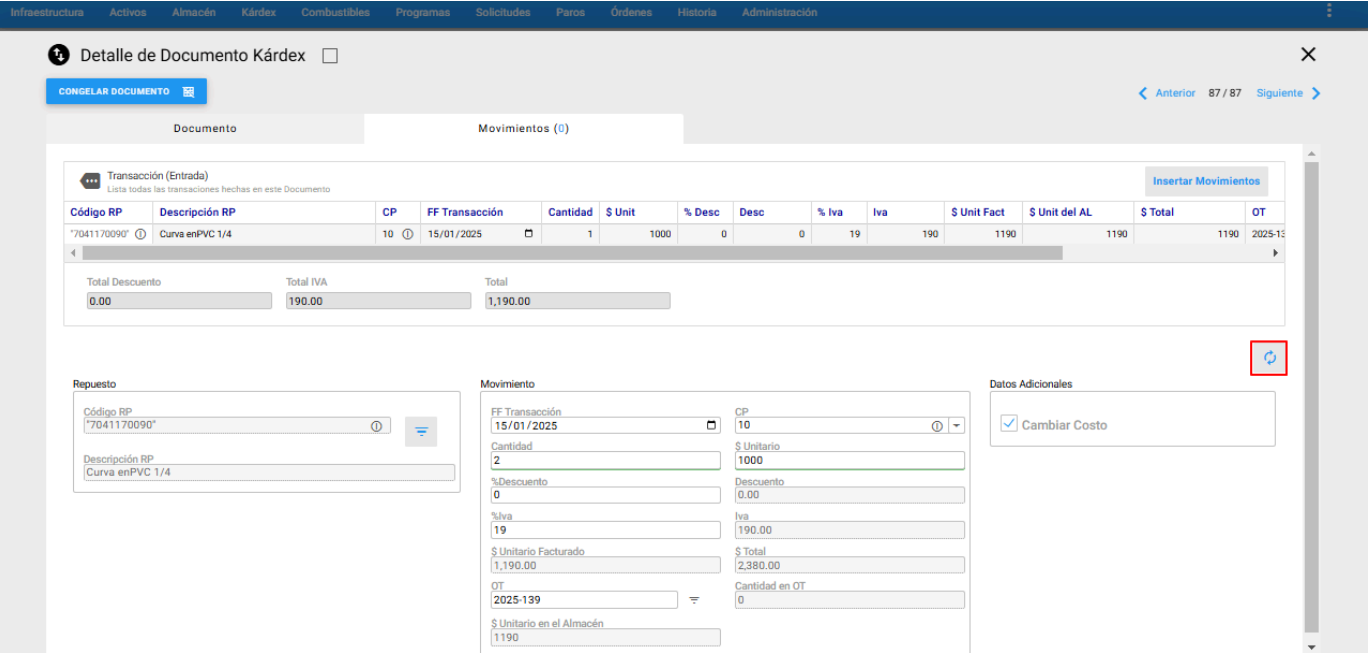 Infraestructura Activos Almacén Kárdex Combustibles Programas Solicitudes Paros Órdenes Historia Administración
Detalle de Documento Kárdex
CONGELAR DOCUMENTO
Anterior 87 / 87 Siguiente
Documento Movimientos (0)
Transacción (Entrada)
Lista todas las transaciones hechas en este Documento
Insertar Movimientos
Código RP Descripción RP CP FF Transacción Cantidad $ Unit % Desc Desc % Iva Iva $ Unit Fact $ Unit del AL $ Total OT
"7041170090" Curva enPVC 1/4 10 15/01/2025 1 1000 0 0 19 190 1190 1190 1190 2025-13
Total Descuento Total IVA Total
0.00 190.00 1,190.00
Repuesto
Código RP
"7041170090"
Descripción RP
Curva enPVC 1/4
Movimiento
FF Transacción CP
15/01/2025 10
Cantidad $ Unitario
2 1000
%Descuento Descuento
0 0.00
%Iva Iva
19 190.00
$ Unitario Facturado $ Total
1,190.00 2,380.00
OT Cantidad en OT
2025-139 0
$ Unitario en el Almacén
1190
Datos Adicionales
Cambiar Costo